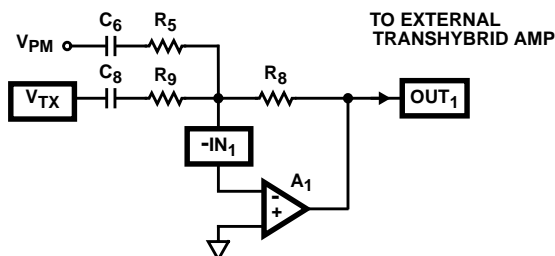 C6 R5
TO EXTERNAL
TRANSHYBRID AMP
VPM
C8 R9 R8
VTX
OUT1
-IN1
A1
-
+